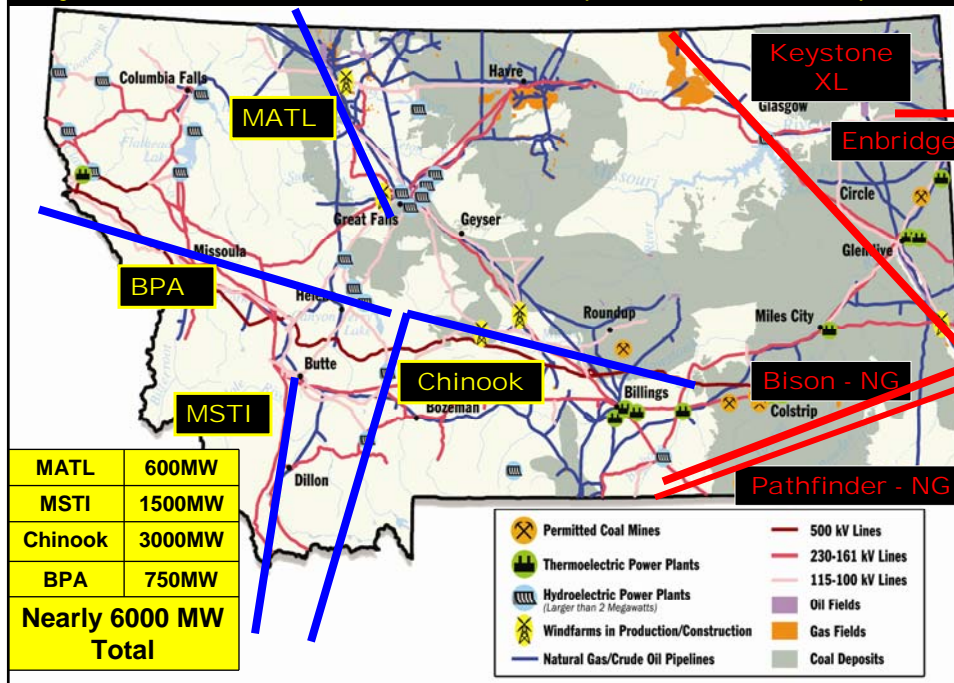 Columbia Falls
Havre
Keystone
XL
MATL
Glasgow
Enbridge
Missouri
Circle
Great Falls
Geyser
Glendive
Missoula
BPA
Roundup
Miles City
Butte
Chinook
Billings
Bison - NG
MSTI
Bozeman
Colstrip
Dillon
Pathfinder - NG
MATL 600MW
MSTI 1500MW
Chinook 3000MW
BPA 750MW
Nearly 6000 MW
Total
Permitted Coal Mines
Thermoelectric Power Plants
Hydroelectric Power Plants
(Larger than 2 Megawatts)
Windfarms in Production/Construction
Natural Gas/Crude Oil Pipelines
500 kV Lines
230-161 kV Lines
115-100 kV Lines
Oil Fields
Gas Fields
Coal Deposits